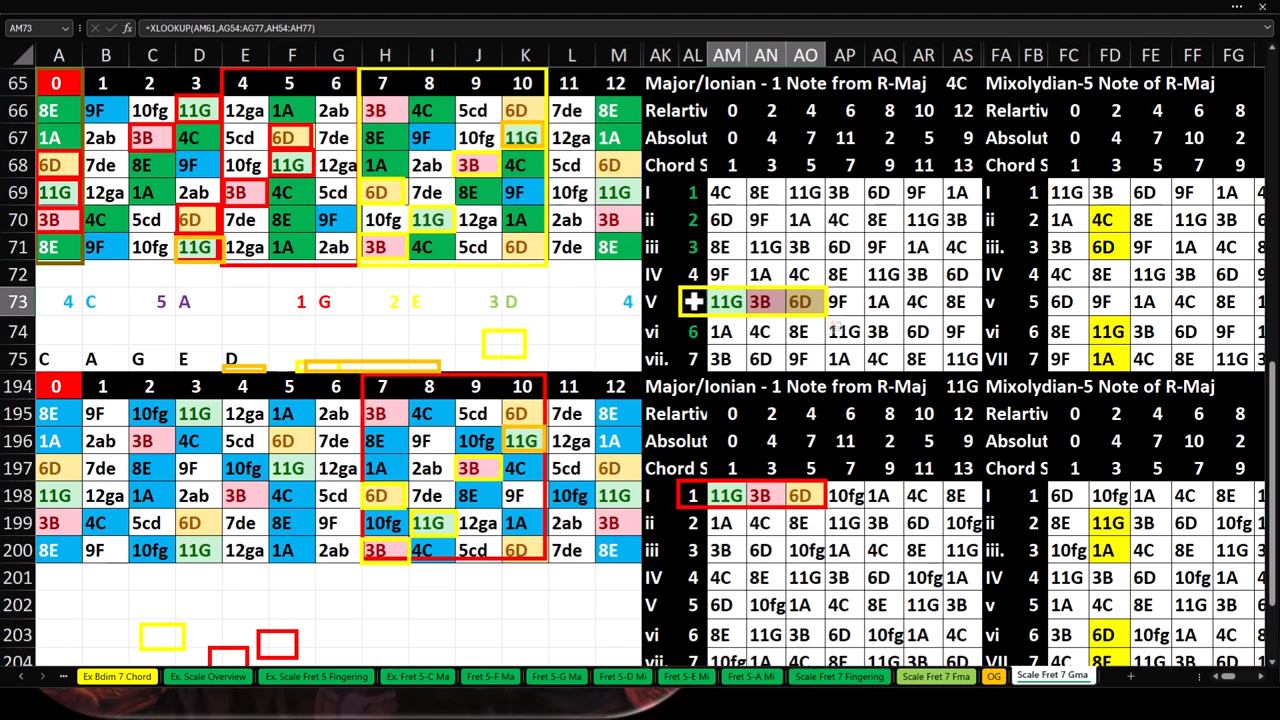 AM73 fx =XLOOKUP(AM61,AG54:AG77,AH54:AH77)
A B C D E F G H I J K L M AK AL AM AN AO AP AQ AR AS FA FB FC FD FE FF FG
65 0 1 2 3 4 5 6 7 8 9 10 11 12 Major/Ionian - 1 Note from R-Maj 4C Mixolydian-5 Note of R-Maj
66 8E 9F 10fg 11G 12ga 1A 2ab 3B 4C 5cd 6D 7de 8E Relartiv 0 2 4 6 8 10 12 Relartiv 0 2 4 6 8
67 1A 2ab 3B 4C 5cd 6D 7de 8E 9F 10fg 11G 12ga 1A Absolut 0 4 7 11 2 5 9 Absolut 0 4 7 10 2
68 6D 7de 8E 9F 10fg 11G 12ga 1A 2ab 3B 4C 5cd 6D Chord S 1 3 5 7 9 11 13 Chord S 1 3 5 7 9
69 11G 12ga 1A 2ab 3B 4C 5cd 6D 7de 8E 9F 10fg 11G I 1 4C 8E 11G 3B 6D 9F 1A I 1 11G 3B 6D 9F 1A
70 3B 4C 5cd 6D 7de 8E 9F 10fg 11G 12ga 1A 2ab 3B ii 2 6D 9F 1A 4C 8E 11G 3B ii 2 1A 4C 8E 11G 3B
71 8E 9F 10fg 11G 12ga 1A 2ab 3B 4C 5cd 6D 7de 8E iii 3 8E 11G 3B 6D 9F 1A 4C iii. 3 3B 6D 9F 1A 4C
72 IV 4 9F 1A 4C 8E 11G 3B 6D IV 4 4C 8E 11G 3B 6D
73 4 C 5 A 1 G 2 E 3 D 4 V 11G 3B 6D 9F 1A 4C 8E v 5 6D 9F 1A 4C 8E
74 vi 6 1A 4C 8E 11G 3B 6D 9F vi 6 8E 11G 3B 6D 9F
75 C A G E D vii. 7 3B 6D 9F 1A 4C 8E 11G VII 7 9F 1A 4C 8E 11G
194 0 1 2 3 4 5 6 7 8 9 10 11 12 Major/Ionian - 1 Note from R-Maj 11G Mixolydian-5 Note of R-Maj
195 8E 9F 10fg 11G 12ga 1A 2ab 3B 4C 5cd 6D 7de 8E Relartiv 0 2 4 6 8 10 12 Relartiv 0 2 4 6 8
196 1A 2ab 3B 4C 5cd 6D 7de 8E 9F 10fg 11G 12ga 1A Absolut 0 4 7 11 2 5 9 Absolut 0 4 7 10 2
197 6D 7de 8E 9F 10fg 11G 12ga 1A 2ab 3B 4C 5cd 6D Chord S 1 3 5 7 9 11 13 Chord S 1 3 5 7 9
198 11G 12ga 1A 2ab 3B 4C 5cd 6D 7de 8E 9F 10fg 11G I 1 11G 3B 6D 10fg 1A 4C 8E I 1 6D 10fg 1A 4C 8E
199 3B 4C 5cd 6D 7de 8E 9F 10fg 11G 12ga 1A 2ab 3B ii 2 1A 4C 8E 11G 3B 6D 10fg ii 2 8E 11G 3B 6D 10fg
200 8E 9F 10fg 11G 12ga 1A 2ab 3B 4C 5cd 6D 7de 8E iii 3 3B 6D 10fg 1A 4C 8E 11G iii. 3 10fg 1A 4C 8E 11G
201 IV 4 4C 8E 11G 3B 6D 10fg 1A IV 4 11G 3B 6D 10fg 1A
202 V 5 6D 10fg 1A 4C 8E 11G 3B v 5 1A 4C 8E 11G 3B
203 vi 6 8E 11G 3B 6D 10fg 1A 4C vi 6 3B 6D 10fg 1A 4C
204 vii. 7 10fg 1A 4C 8E 11G 3B 6D VII 7 4C 8E 11G 3B 6D
Ex Bdim 7 Chord Ex. Scale Overview Ex. Scale Fret 5 Fingering Ex. Fret 5-C Ma Fret 5-F Ma Fret 5-G Ma Fret 5-D Mi Fret 5-E Mi Fret 5-A Mi Scale Fret 7 Fingering Scale Fret 7 Fma OG Scale Fret 7 Gma